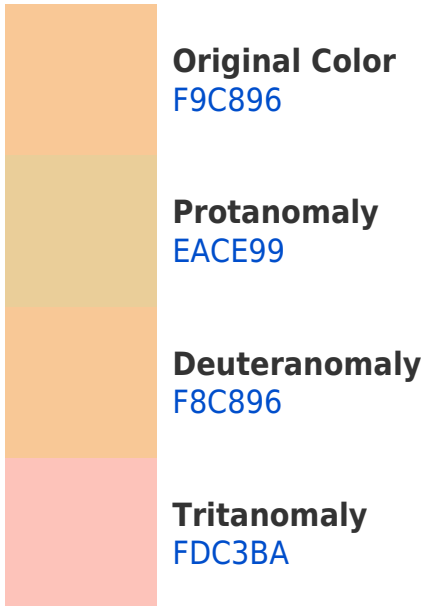 Original Color
F9C896
Protanomaly
EACE99
Deuteranomaly
F8C896
Tritanomaly
FDC3BA